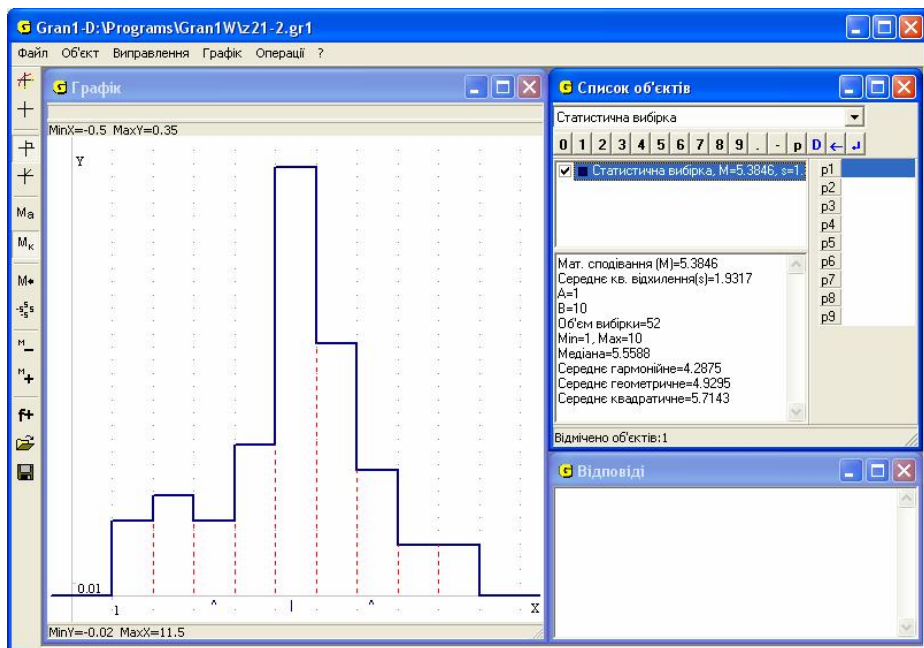 Gran1-D:\Programs\Gran1W\z21-2.gr1
Файл Об'єкт Виправлення Графік Операції ?
Графік
MinX=-0.5 MaxY=0.35
Y
0.01
1
X
MinY=-0.02 MaxX=11.5
Ma
Mк
M
-s s s
M
M
f+
Список об'єктів
Статистична вибірка
0 1 2 3 4 5 6 7 8 9 . - p D
Статистична вибірка, M=5.3846, s=1.
p1
p2
p3
p4
p5
p6
p7
p8
p9
Мат. сподівання (M)=5.3846
Середнє кв. відхилення(s)=1.9317
A=1
B=10
Об'єм вибірки=52
Min=1, Max=10
Медіана=5.5588
Середнє гармонійне=4.2875
Середнє геометричне=4.9295
Середнє квадратичне=5.7143
Відмічено об'єктів:1
Відповіді